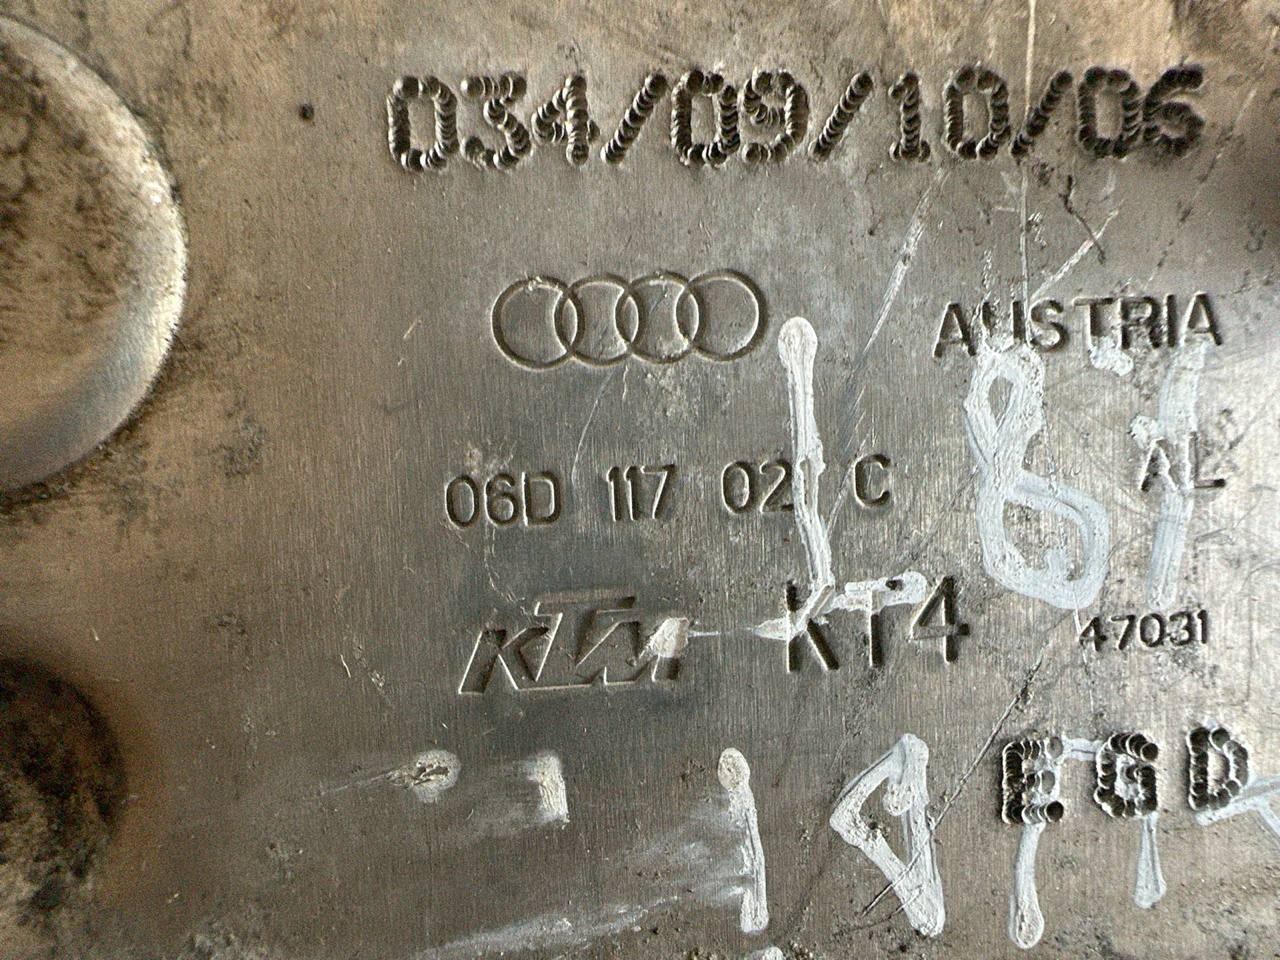 034/09/10/06
AUSTRIA
06D 117 021 C AL
KTM KT4 47031
EGD